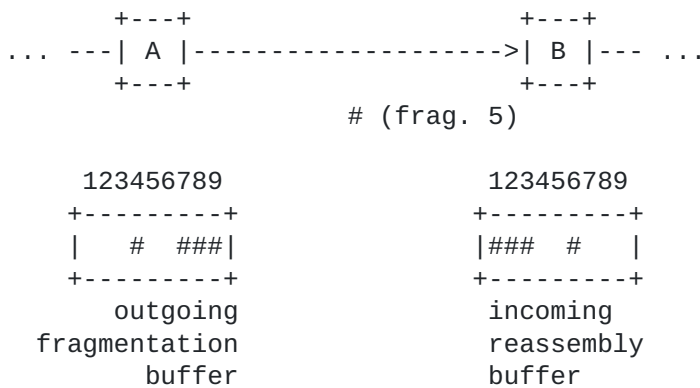 +---+                     +---+
... ---| A |-------------------->| B |--- ...
+---+                     +---+
# (frag. 5)
123456789                 123456789
+---------+               +---------+
|   #  ###|               |###  #   |
+---------+               +---------+
outgoing                incoming
fragmentation                reassembly
buffer                buffer